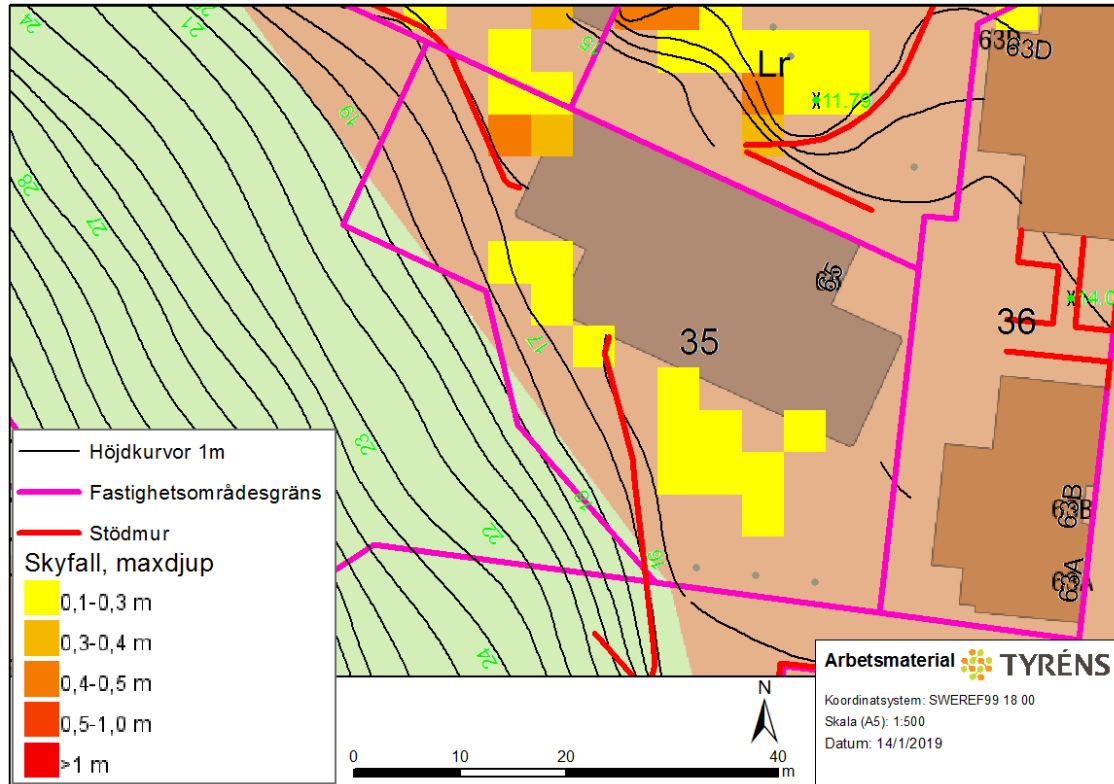 24
21
19
28
27
17
23
18
22
16
24
Lr
11.79
63D
65
35
36
63B
63B
63A
63A
Höjdkurvor 1m
Fastighetsområdesgräns
Stödmur
Skyfall, maxdjup
0,1-0,3 m
0,3-0,4 m
0,4-0,5 m
0,5-1,0 m
>1 m
N
0 10 20 40
m
Arbetsmaterial TYRÉNS
Koordinatsystem: SWEREF99 18 00
Skala (A5): 1:500
Datum: 14/1/2019